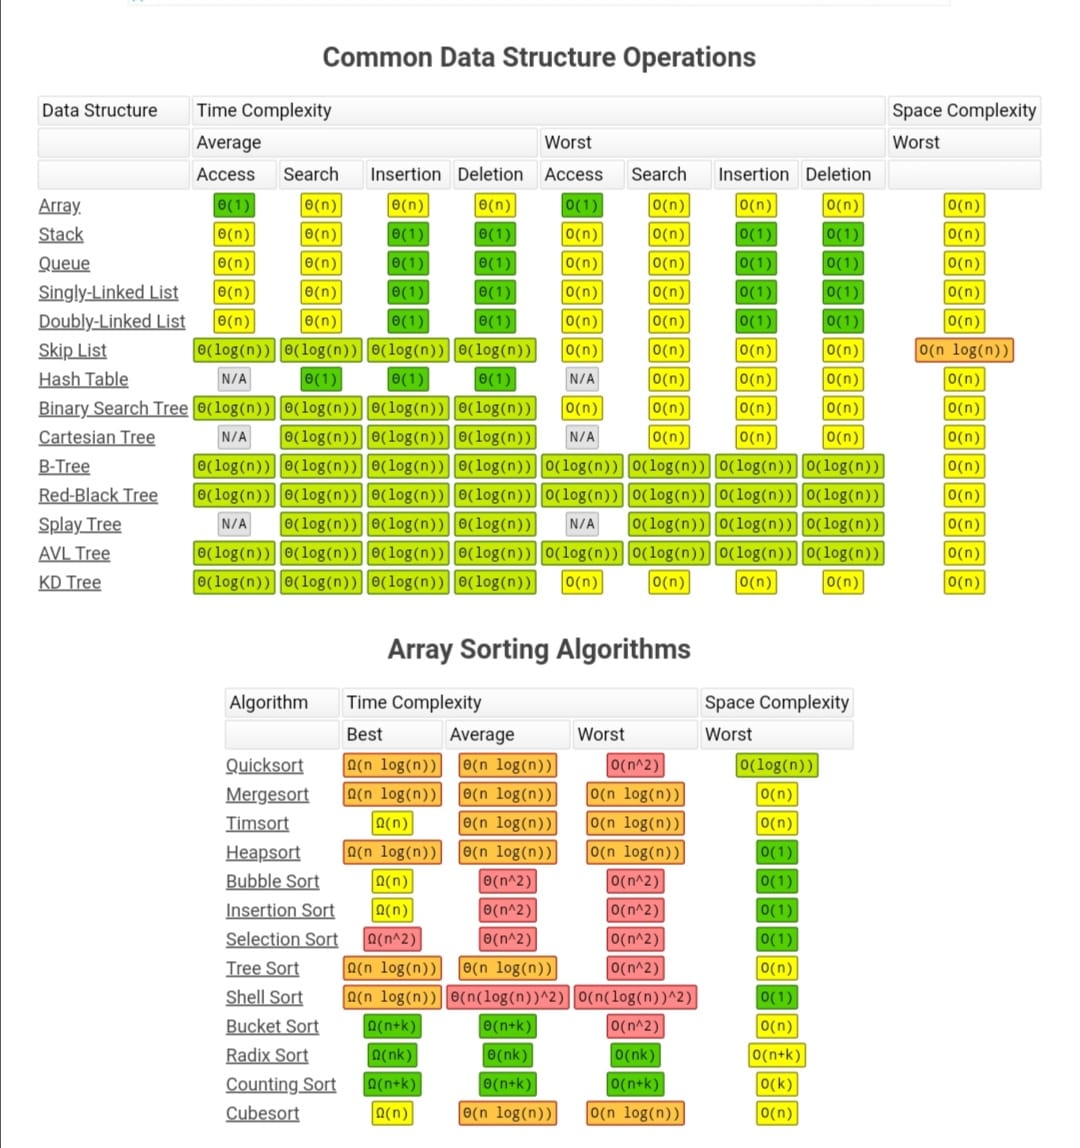 Common Data Structure Operations
Data Structure Time Complexity Space Complexity
Average Worst Worst
Access Search Insertion Deletion Access Search Insertion Deletion
Array Θ(1) Θ(n) Θ(n) Θ(n) O(1) O(n) O(n) O(n) O(n)
Stack Θ(n) Θ(n) Θ(1) Θ(1) O(n) O(n) O(1) O(1) O(n)
Queue Θ(n) Θ(n) Θ(1) Θ(1) O(n) O(n) O(1) O(1) O(n)
Singly-Linked List Θ(n) Θ(n) Θ(1) Θ(1) O(n) O(n) O(1) O(1) O(n)
Doubly-Linked List Θ(n) Θ(n) Θ(1) Θ(1) O(n) O(n) O(1) O(1) O(n)
Skip List Θ(log(n)) Θ(log(n)) Θ(log(n)) Θ(log(n)) O(n) O(n) O(n) O(n) O(n log(n))
Hash Table N/A Θ(1) Θ(1) Θ(1) N/A O(n) O(n) O(n) O(n)
Binary Search Tree Θ(log(n)) Θ(log(n)) Θ(log(n)) Θ(log(n)) O(n) O(n) O(n) O(n) O(n)
Cartesian Tree N/A Θ(log(n)) Θ(log(n)) Θ(log(n)) N/A O(n) O(n) O(n) O(n)
B-Tree Θ(log(n)) Θ(log(n)) Θ(log(n)) Θ(log(n)) O(log(n)) O(log(n)) O(log(n)) O(log(n)) O(n)
Red-Black Tree Θ(log(n)) Θ(log(n)) Θ(log(n)) Θ(log(n)) O(log(n)) O(log(n)) O(log(n)) O(log(n)) O(n)
Splay Tree N/A Θ(log(n)) Θ(log(n)) Θ(log(n)) N/A O(log(n)) O(log(n)) O(log(n)) O(n)
AVL Tree Θ(log(n)) Θ(log(n)) Θ(log(n)) Θ(log(n)) O(log(n)) O(log(n)) O(log(n)) O(log(n)) O(n)
KD Tree Θ(log(n)) Θ(log(n)) Θ(log(n)) Θ(log(n)) O(n) O(n) O(n) O(n) O(n)
Array Sorting Algorithms
Algorithm Time Complexity Space Complexity
Best Average Worst Worst
Quicksort Ω(n log(n)) Θ(n log(n)) O(n^2) O(log(n))
Mergesort Ω(n log(n)) Θ(n log(n)) O(n log(n)) O(n)
Timsort Ω(n) Θ(n log(n)) O(n log(n)) O(n)
Heapsort Ω(n log(n)) Θ(n log(n)) O(n log(n)) O(1)
Bubble Sort Ω(n) Θ(n^2) O(n^2) O(1)
Insertion Sort Ω(n) Θ(n^2) O(n^2) O(1)
Selection Sort Ω(n^2) Θ(n^2) O(n^2) O(1)
Tree Sort Ω(n log(n)) Θ(n log(n)) O(n^2) O(n)
Shell Sort Ω(n log(n)) Θ(n(log(n))^2) O(n(log(n))^2) O(1)
Bucket Sort Ω(n+k) Θ(n+k) O(n^2) O(n)
Radix Sort Ω(nk) Θ(nk) O(nk) O(n+k)
Counting Sort Ω(n+k) Θ(n+k) O(n+k) O(k)
Cubesort Ω(n) Θ(n log(n)) O(n log(n)) O(n)